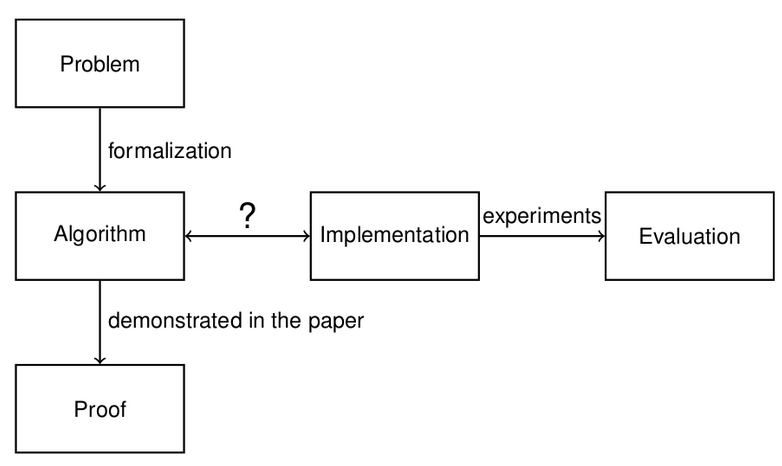 Problem
formalization
Algorithm
?
Implementation
experiments
Evaluation
demonstrated in the paper
Proof